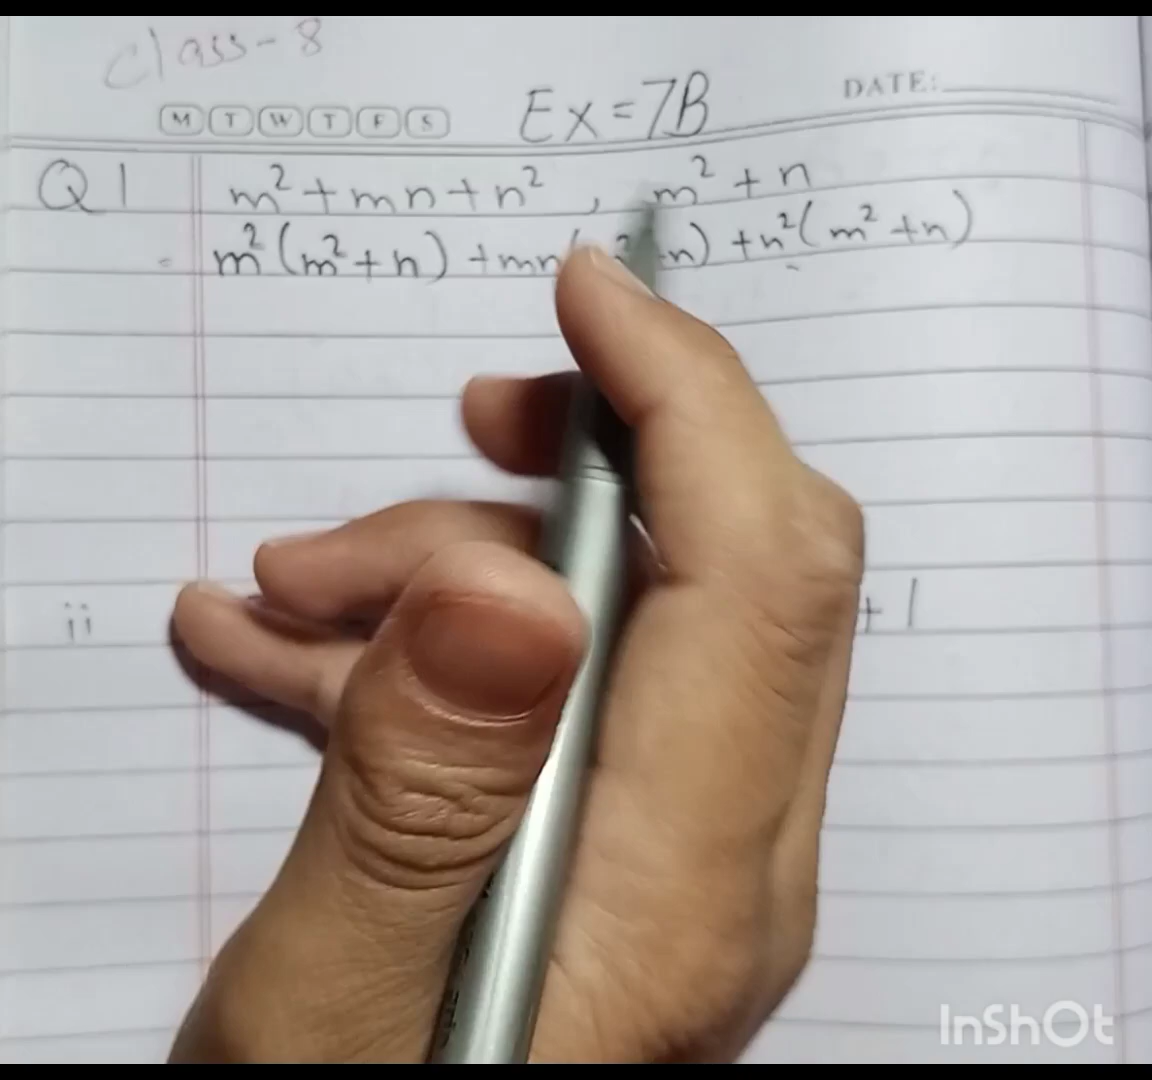 Class-8
M T W T F S Ex=7B DATE:
Q1 m²+mn+n² , m²+n
= m²(m²+n) +mn( n) +n²(m²+n)
ii +1
InShOt